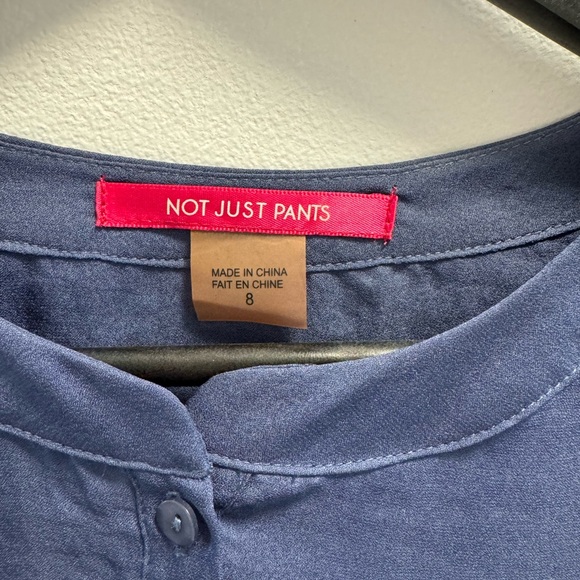 NOT JUST PANTS
MADE IN CHINA
FAIT EN CHINE
8